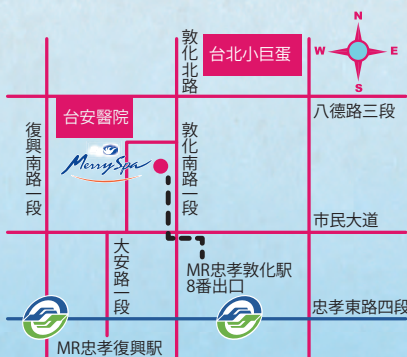 N
W
E
S
敦化北路
台北小巨蛋
八德路三段
台安醫院
復興南路一段
Merry Spa
敦化南路一段
市民大道
大安路一段
MR忠孝敦化駅
8番出口
忠孝東路四段
MR忠孝復興駅